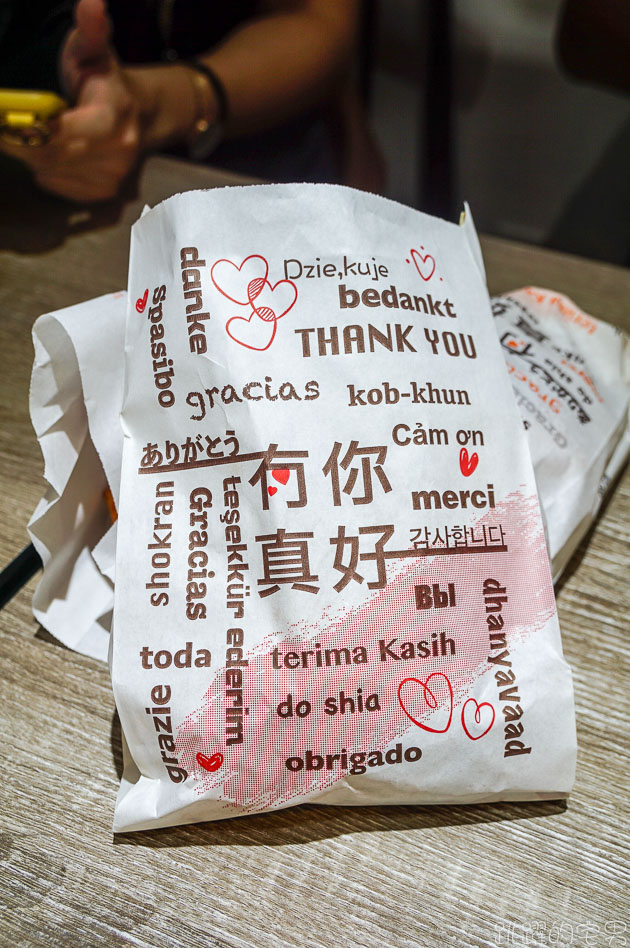 danke
Spasibo
Dzie,kuje
bedankt
THANK YOU
gracias
kob-khun
ありがとう
Cảm ơn
有你
真好
merci
감사합니다
shokran
Gracias
teşekkür ederim
Bbl
dhanyavaad
toda
terima Kasih
do shia
grazie
obrigado